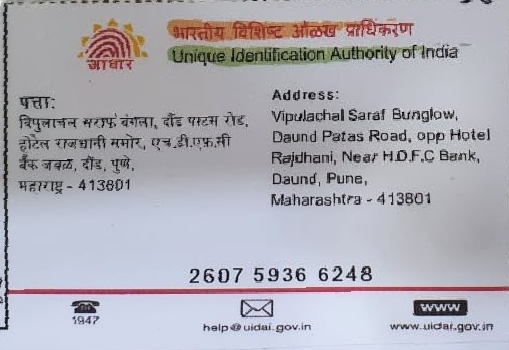 भारतीय विशिष्ट ओळख प्राधिकरण
Unique Identification Authority of India
आधार
पत्ता:
विपुलाचल सराफ बंगला, दौंड पाटस रोड,
होटेल राजधानी समोर, एच.डी.एफ.सी
बँक जवळ, दौंड, पुणे,
महाराष्ट्र - 413801
Address:
Vipulachal Saraf Bunglow,
Daund Patas Road, opp Hotel
Rajdhani, Near H.D.F.C Bank,
Daund, Pune,
Maharashtra - 413801
2607 5936 6248
1947
help@uidai.gov.in
www
www.uidai.gov.in